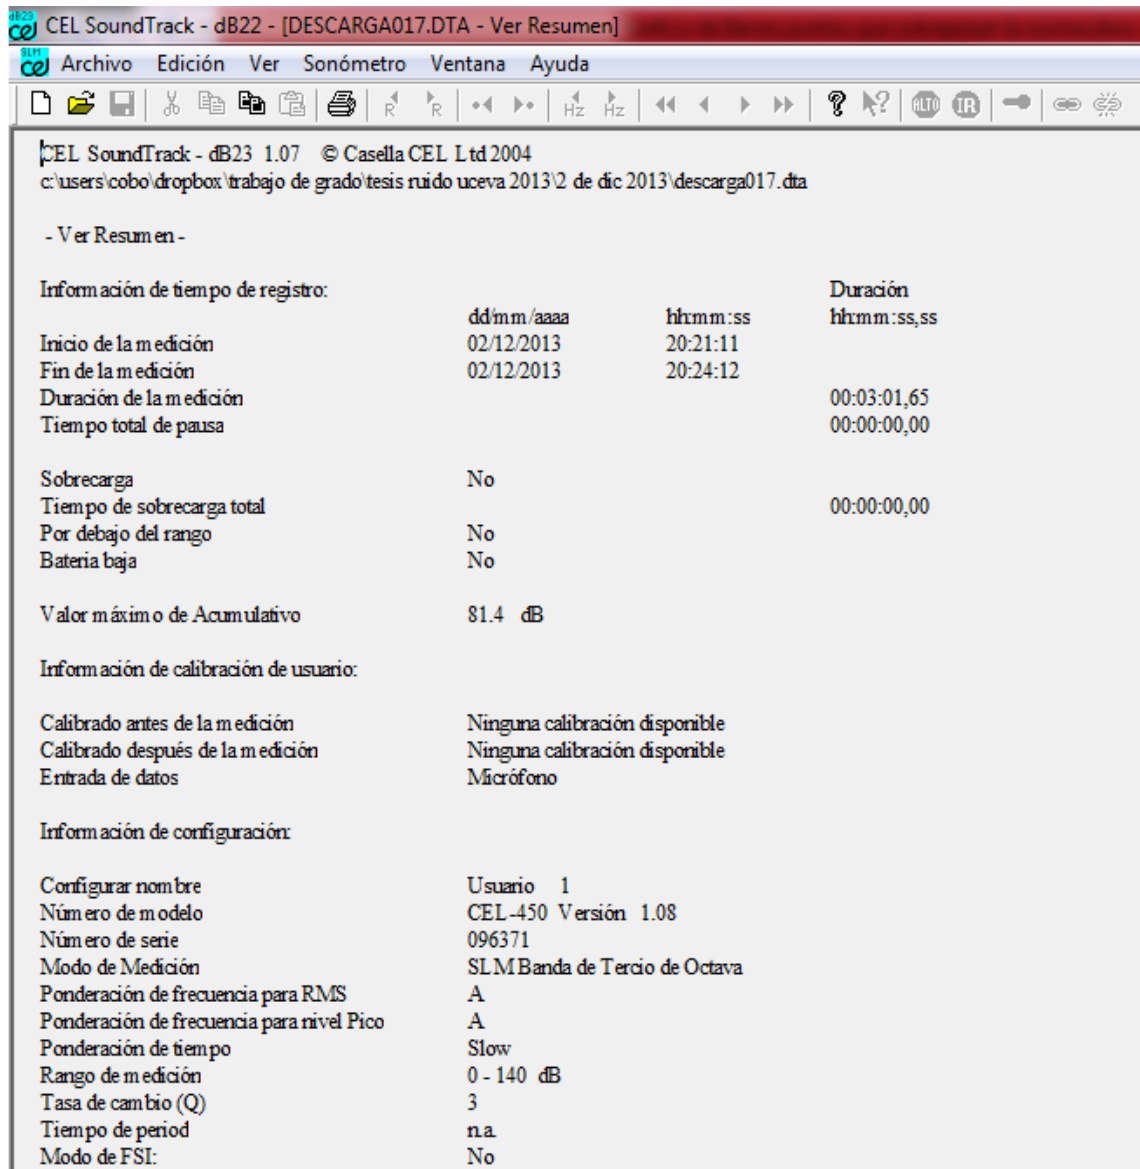 CEL SoundTrack - dB22 - [DESCARGA017.DTA - Ver Resumen]
Archivo Edición Ver Sonómetro Ventana Ayuda
CEL SoundTrack - dB23 1.07 © Casella CEL Ltd 2004
c:\users\cobo\dropbox\trabajo de grado\tesis ruido uceva 2013\2 de dic 2013\descarga017.dta
- Ver Resumen -
Información de tiempo de registro: Duración
dd/mm/aaaa hh:mm:ss hh:mm:ss,ss
Inicio de la medición 02/12/2013 20:21:11
Fin de la medición 02/12/2013 20:24:12
Duración de la medición 00:03:01,65
Tiempo total de pausa 00:00:00,00
Sobrecarga No
Tiempo de sobrecarga total 00:00:00,00
Por debajo del rango No
Bateria baja No
Valor máximo de Acumulativo 81.4 dB
Información de calibración de usuario:
Calibrado antes de la medición Ninguna calibración disponible
Calibrado después de la medición Ninguna calibración disponible
Entrada de datos Micrófono
Información de configuración:
Configurar nombre Usuario 1
Número de modelo CEL-450 Versión 1.08
Número de serie 096371
Modo de Medición SLM Banda de Tercio de Octava
Ponderación de frecuencia para RMS A
Ponderación de frecuencia para nivel Pico A
Ponderación de tiempo Slow
Rango de medición 0 - 140 dB
Tasa de cambio (Q) 3
Tiempo de period n.a.
Modo de FSI: No